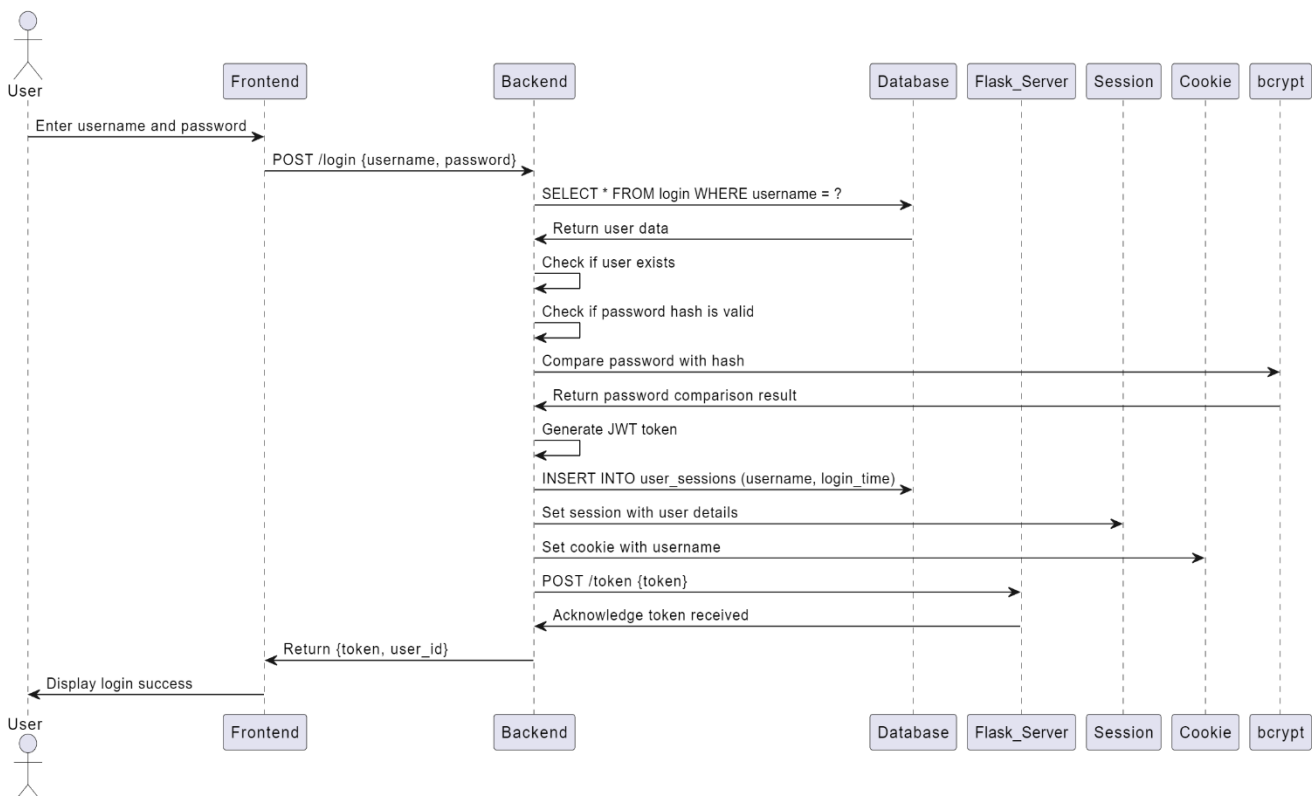 User
Frontend
Backend
Database
Flask_Server
Session
Cookie
bcrypt
Enter username and password
POST /login {username, password}
SELECT * FROM login WHERE username = ?
Return user data
Check if user exists
Check if password hash is valid
Compare password with hash
Return password comparison result
Generate JWT token
INSERT INTO user_sessions (username, login_time)
Set session with user details
Set cookie with username
POST /token {token}
Acknowledge token received
Return {token, user_id}
Display login success
User
Frontend
Backend
Database
Flask_Server
Session
Cookie
bcrypt